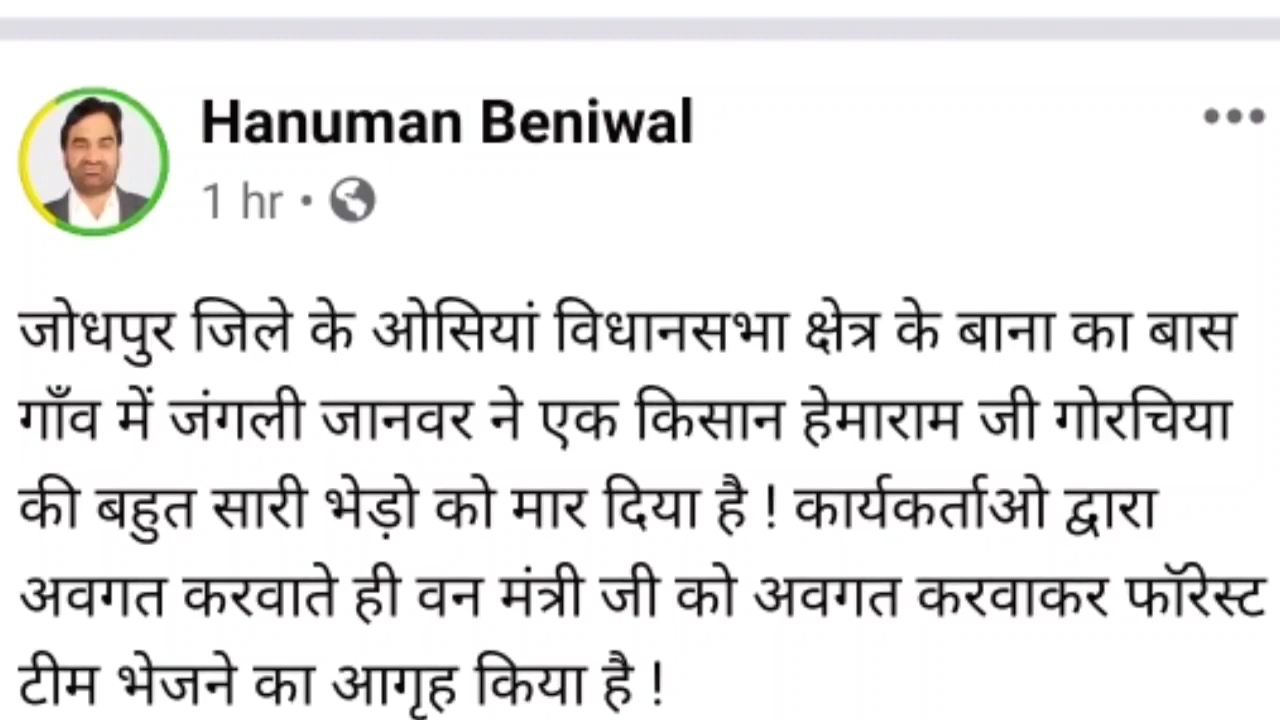 Hanuman Beniwal
1 hr •
जोधपुर जिले के ओसियां विधानसभा क्षेत्र के बाना का बास
गाँव में जंगली जानवर ने एक किसान हेमाराम जी गोरचिया
की बहुत सारी भेड़ो को मार दिया है ! कार्यकर्ताओ द्वारा
अवगत करवाते ही वन मंत्री जी को अवगत करवाकर फॉरेस्ट
टीम भेजने का आगृह किया है !